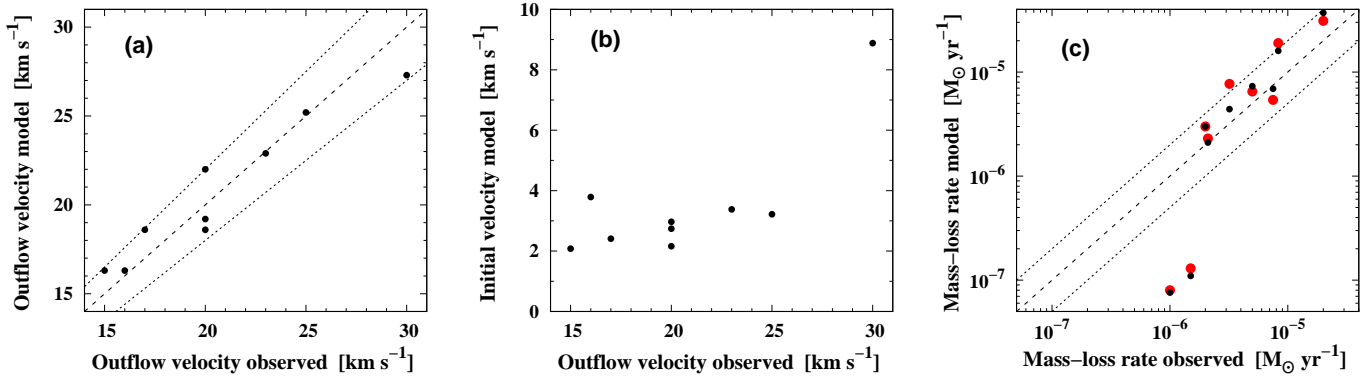 (a)
Outflow velocity model [km s⁻¹]
30
25
20
15
15 20 25 30
Outflow velocity observed [km s⁻¹]
(b)
Initial velocity model [km s⁻¹]
10
8
6
4
2
0
15 20 25 30
Outflow velocity observed [km s⁻¹]
(c)
Mass−loss rate model [M⊙ yr⁻¹]
10⁻⁵
10⁻⁶
10⁻⁷
10⁻⁷ 10⁻⁶ 10⁻⁵
Mass−loss rate observed [M⊙ yr⁻¹]